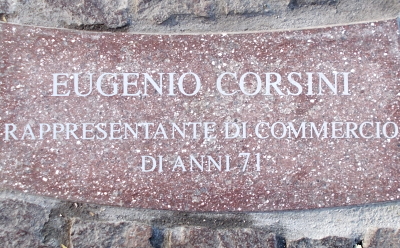 EUGENIO CORSINI
RAPPRESENTANTE DI COMMERCIO
DI ANNI 71